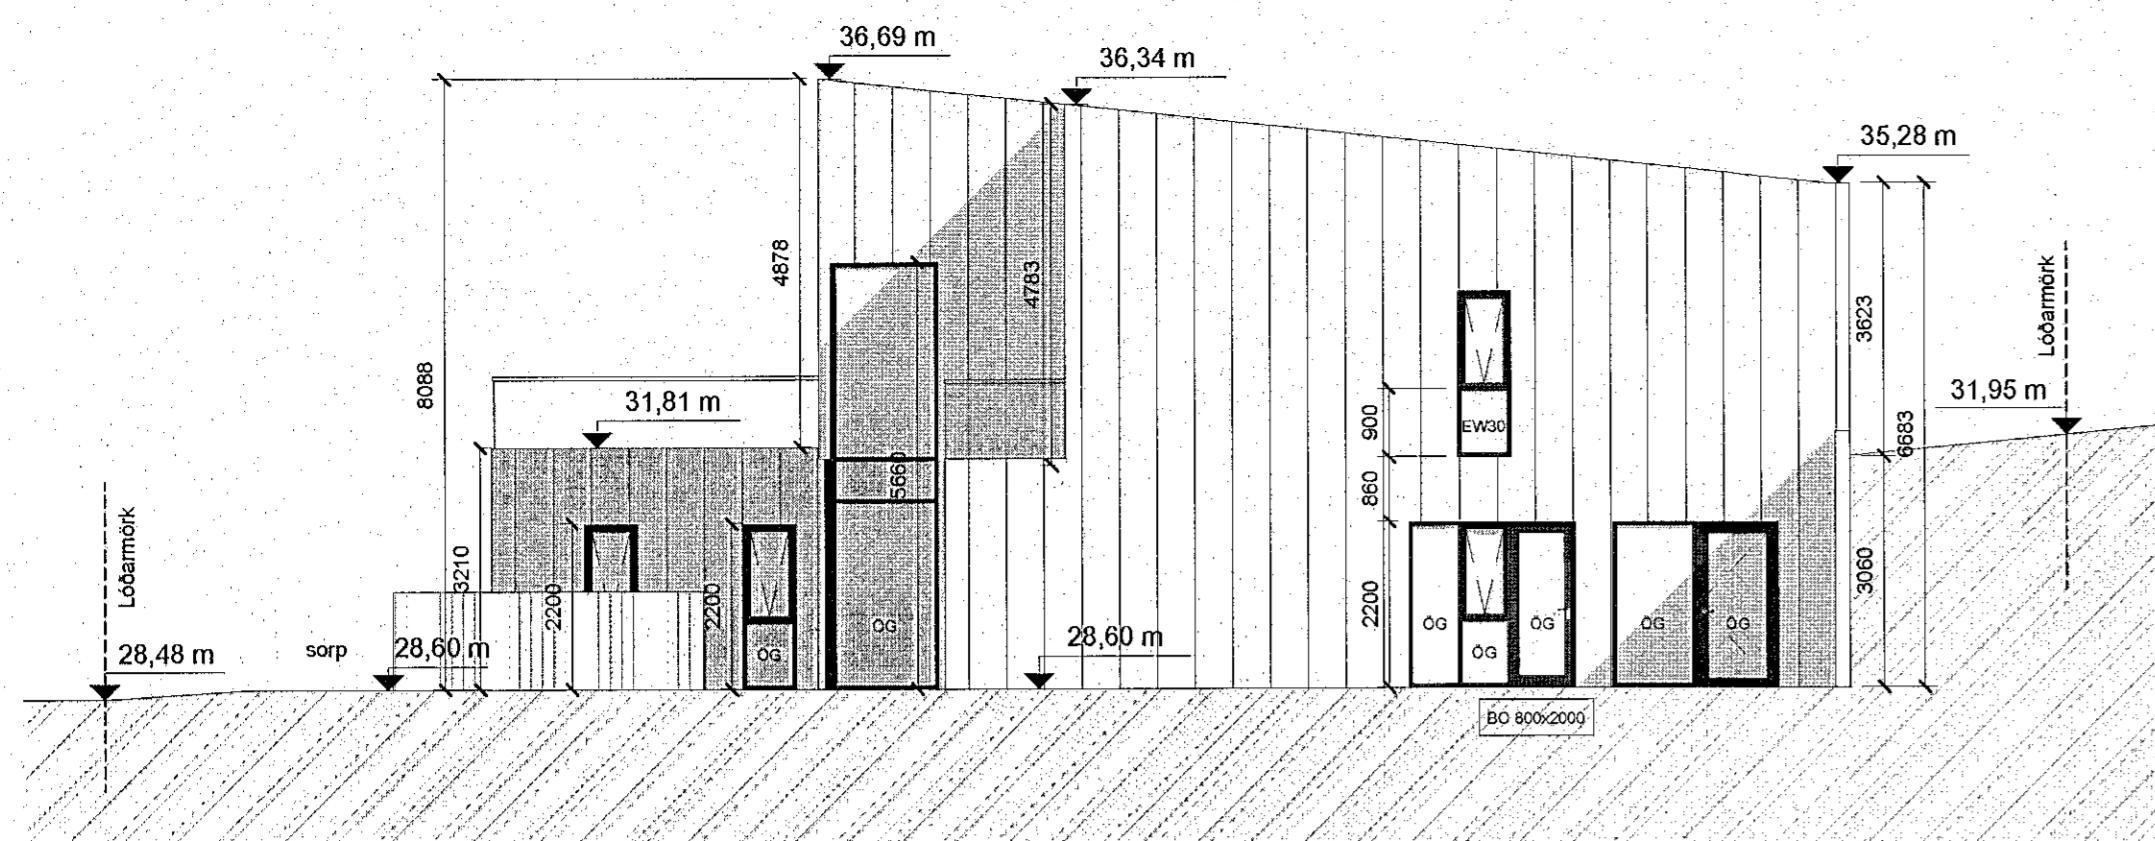 36,69 m
36,34 m
35,28 m
4878
4783
3623
Lóðarmörk
8088
31,81 m
31,95 m
900
EW30
6683
5660
860
Lóðarmörk
3210
2200
2200
2200
3060
ÖG
ÖG
ÖG
ÖG
ÖG
28,48 m
sorp
28,60 m
28,60 m
ÖG
ÖG
BO 800x2000